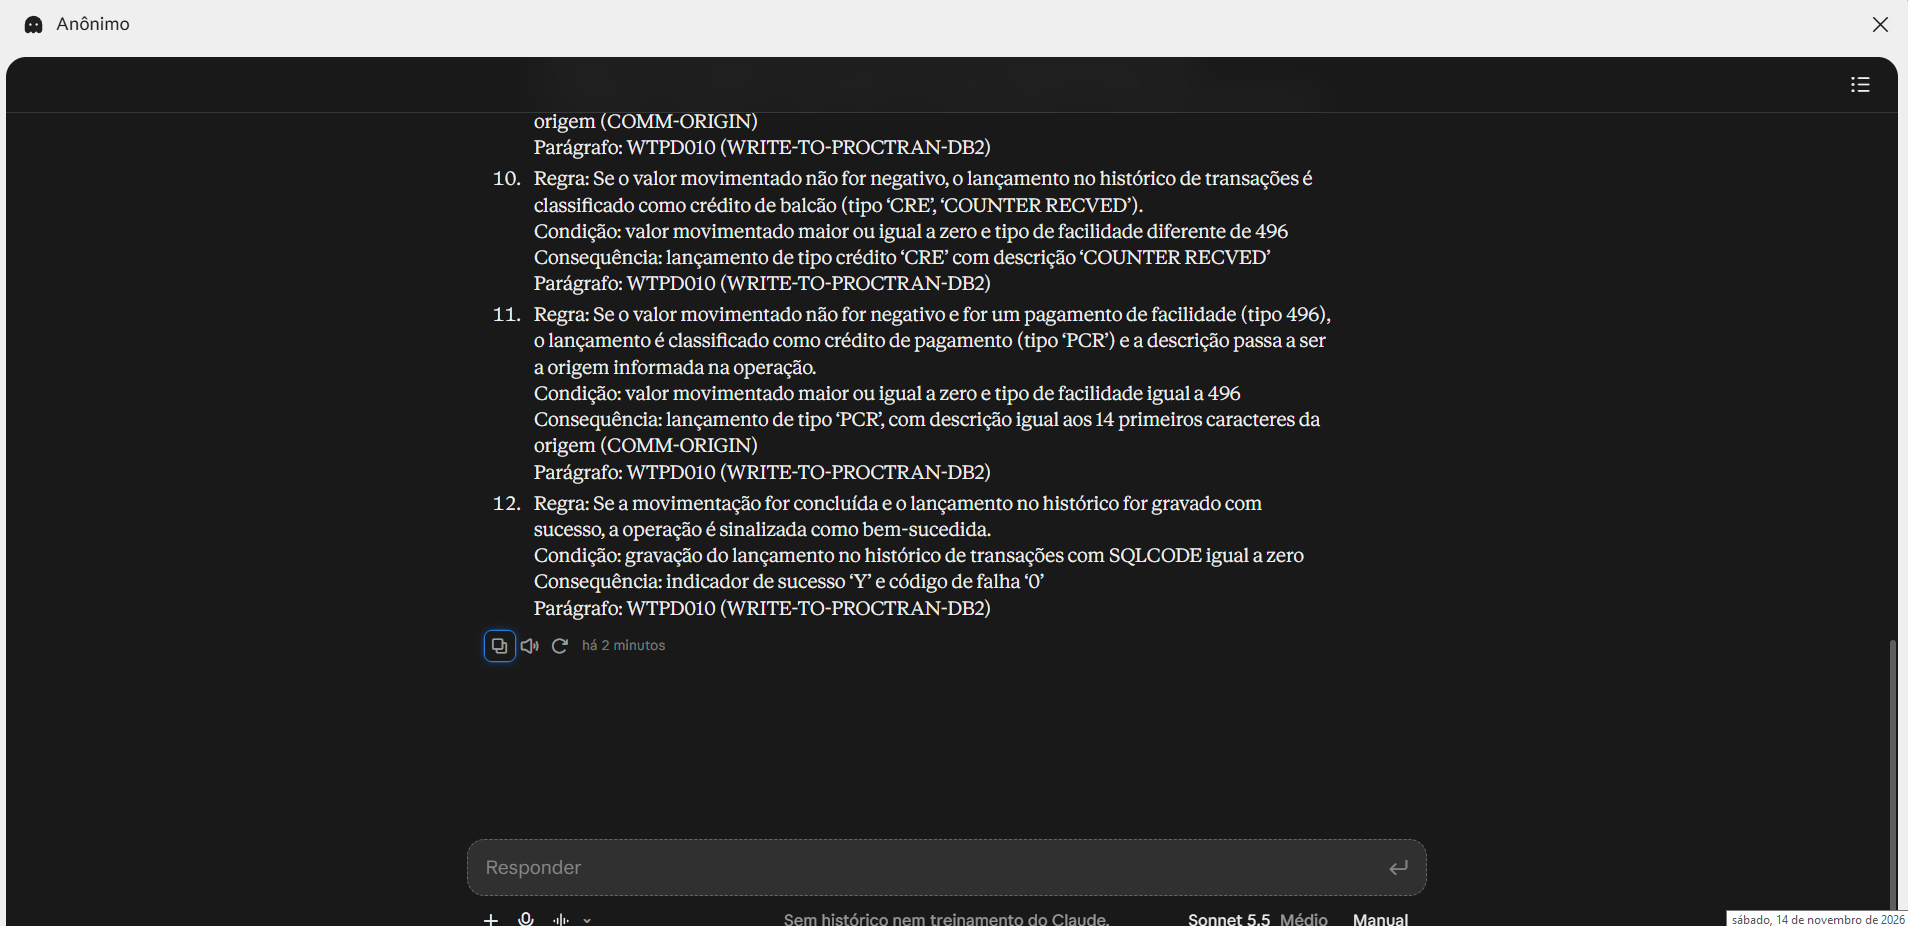 Anônimo
origem (COMM-ORIGIN)
Parágrafo: WTPD010 (WRITE-TO-PROCTRAN-DB2)
10. Regra: Se o valor movimentado não for negativo, o lançamento no histórico de transações é
classificado como crédito de balcão (tipo ‘CRE’, ‘COUNTER RECVED’).
Condição: valor movimentado maior ou igual a zero e tipo de facilidade diferente de 496
Consequência: lançamento de tipo crédito ‘CRE’ com descrição ‘COUNTER RECVED’
Parágrafo: WTPD010 (WRITE-TO-PROCTRAN-DB2)
11. Regra: Se o valor movimentado não for negativo e for um pagamento de facilidade (tipo 496),
o lançamento é classificado como crédito de pagamento (tipo ‘PCR’) e a descrição passa a ser
a origem informada na operação.
Condição: valor movimentado maior ou igual a zero e tipo de facilidade igual a 496
Consequência: lançamento de tipo ‘PCR’, com descrição igual aos 14 primeiros caracteres da
origem (COMM-ORIGIN)
Parágrafo: WTPD010 (WRITE-TO-PROCTRAN-DB2)
12. Regra: Se a movimentação for concluída e o lançamento no histórico for gravado com
sucesso, a operação é sinalizada como bem-sucedida.
Condição: gravação do lançamento no histórico de transações com SQLCODE igual a zero
Consequência: indicador de sucesso ‘Y’ e código de falha ‘0’
Parágrafo: WTPD010 (WRITE-TO-PROCTRAN-DB2)
há 2 minutos
Responder
Sem histórico nem treinamento do Claude. Sonnet 5.5 Médio Manual
sábado, 14 de novembro de 2026